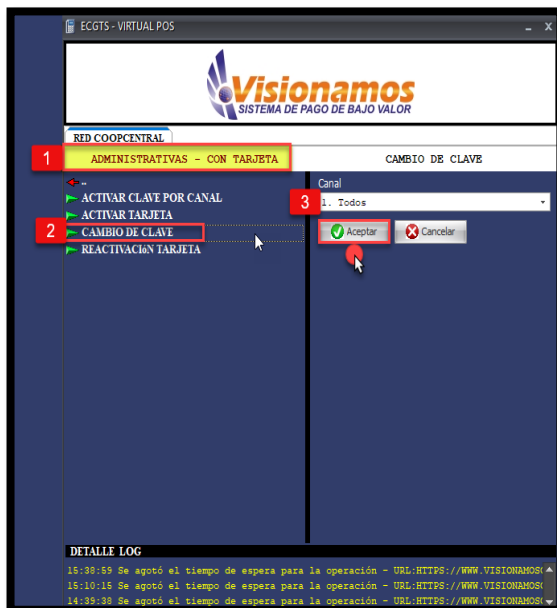 ECGTS - VIRTUAL POS
Visionamos
SISTEMA DE PAGO DE BAJO VALOR
RED COOPCENTRAL
1
ADMINISTRATIVAS - CON TARJETA
CAMBIO DE CLAVE
..
ACTIVAR CLAVE POR CANAL
ACTIVAR TARJETA
2
CAMBIO DE CLAVE
REACTIVACIóN TARJETA
Canal
3
1. Todos
Aceptar
Cancelar
DETALLE LOG
15:38:59 Se agotó el tiempo de espera para la operación - URL:HTTPS://WWW.VISIONAMOS
15:10:15 Se agotó el tiempo de espera para la operación - URL:HTTPS://WWW.VISIONAMOS
14:39:38 Se agotó el tiempo de espera para la operación - URL:HTTPS://WWW.VISIONAMOS